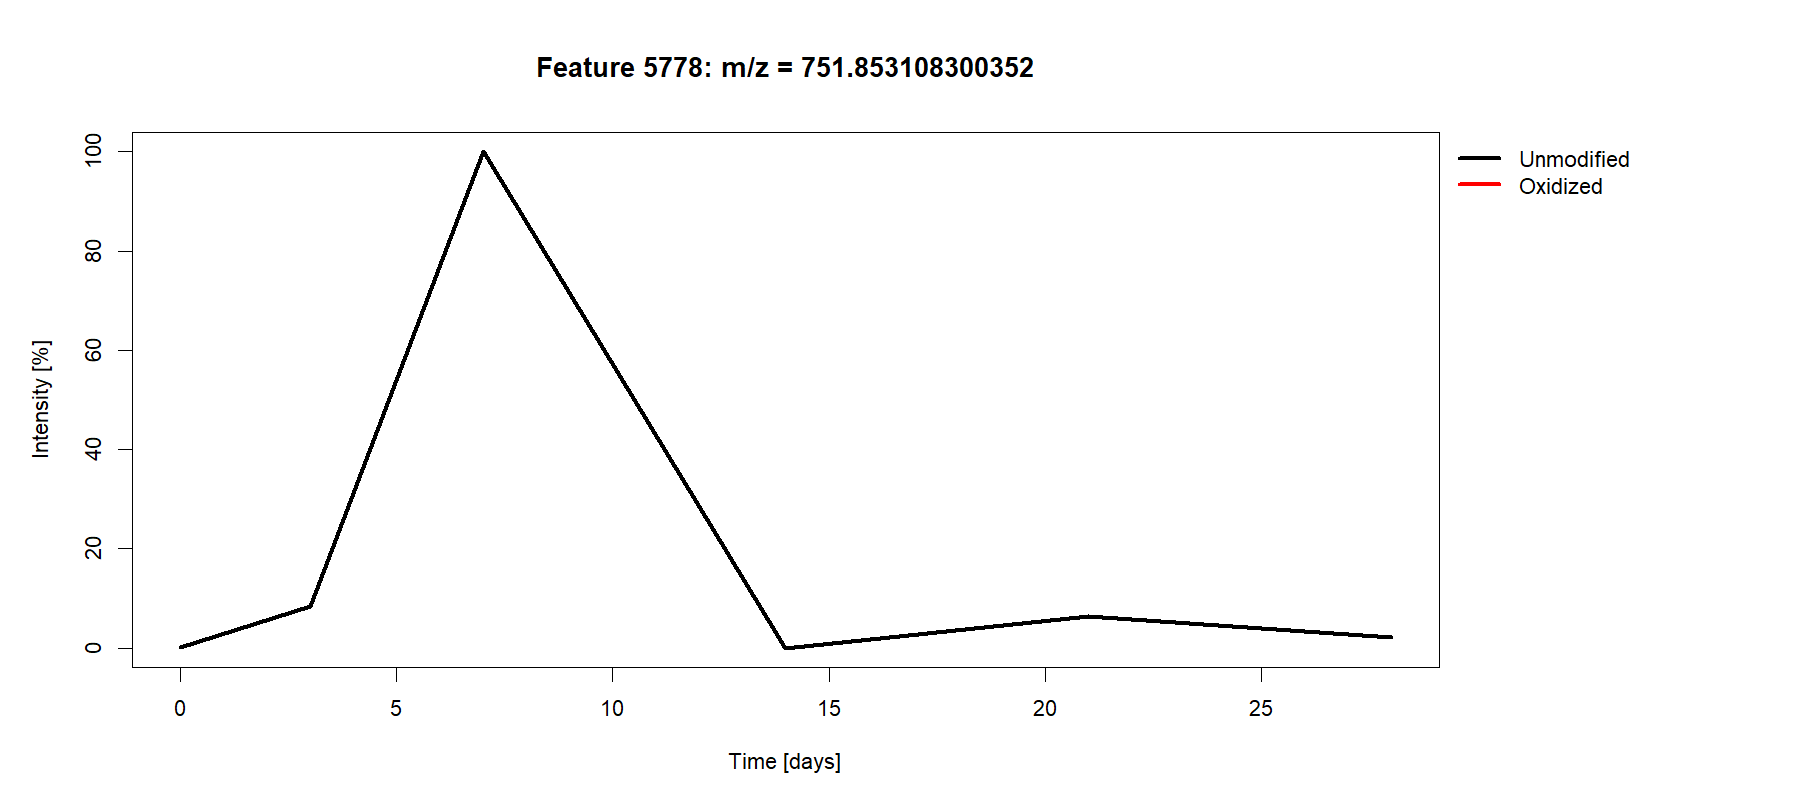 Feature 5778: m/z = 751.853108300352
Unmodified
Oxidized
Intensity [%]
100
80
60
40
20
0
0 5 10 15 20 25
Time [days]